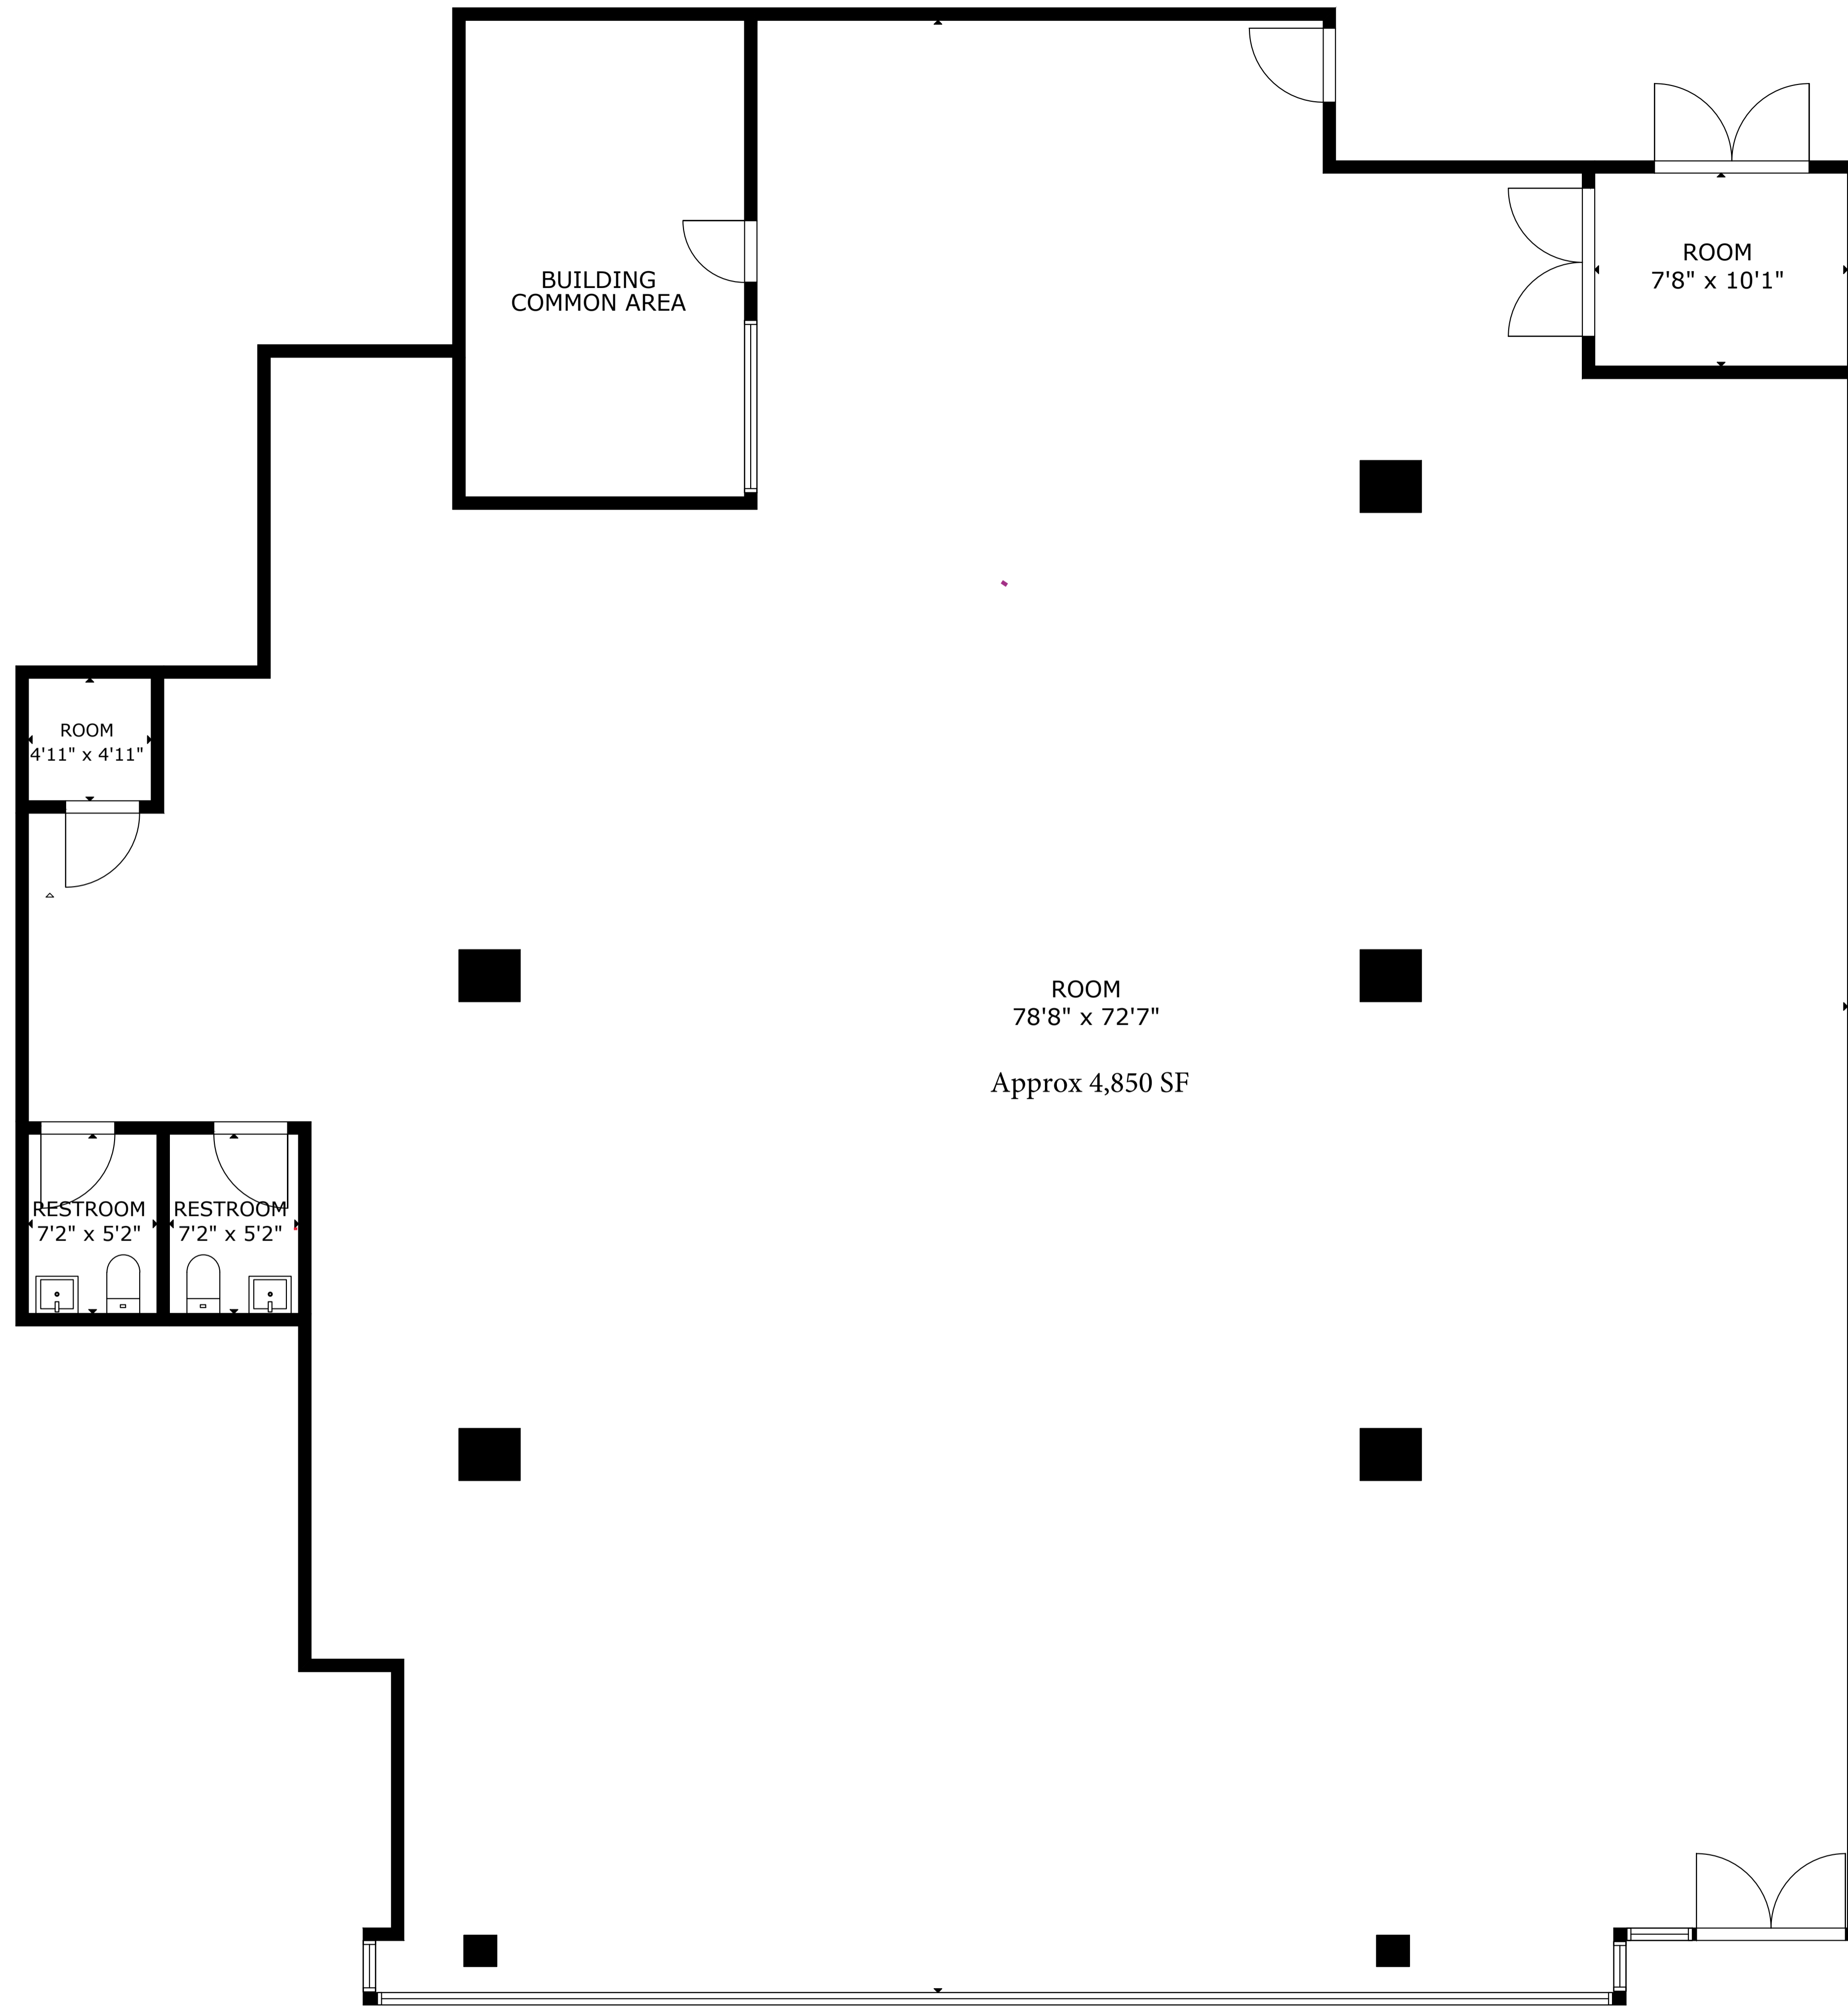 BUILDING
COMMON AREA
ROOM
7'8" x 10'1"
ROOM
4'11" x 4'11"
ROOM
78'8" x 72'7"
Approx 4,850 SF
RESTROOM
7'2" x 5'2"
RESTROOM
7'2" x 5'2"